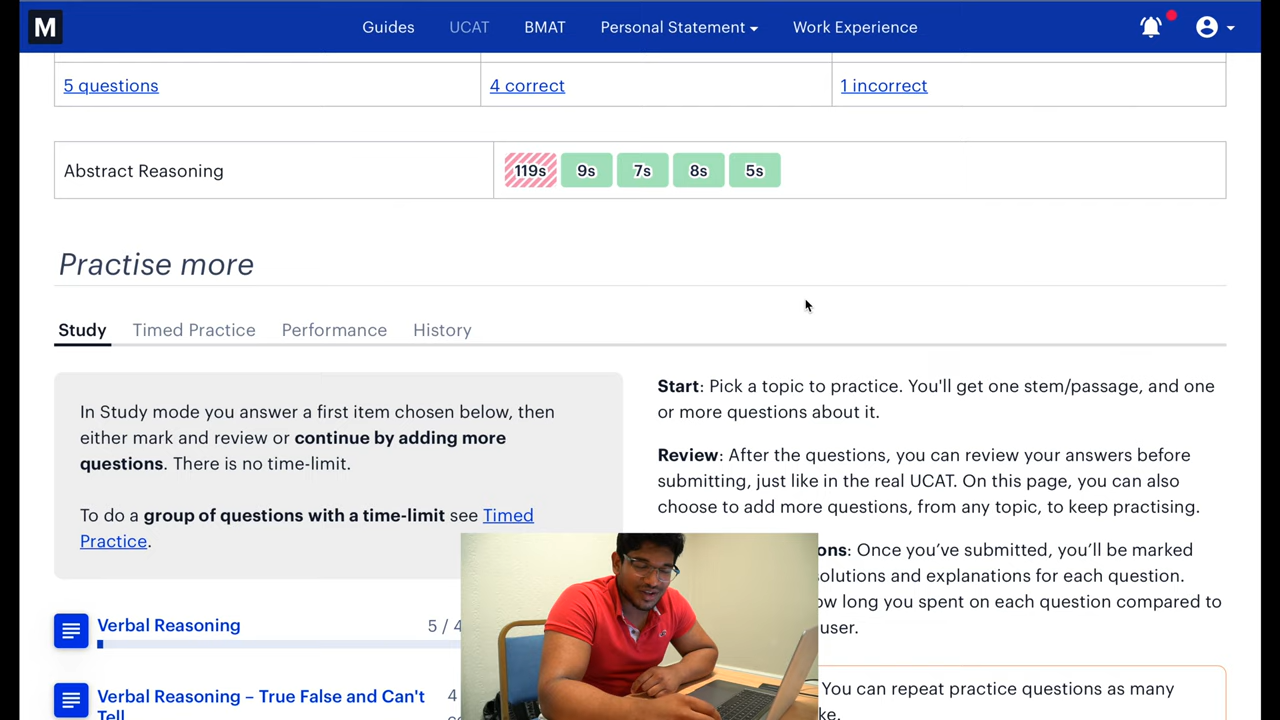 M
Guides
UCAT
BMAT
Personal Statement
Work Experience
5 questions
4 correct
1 incorrect
Abstract Reasoning
119s
9s
7s
8s
5s
Practise more
Study
Timed Practice
Performance
History
In Study mode you answer a first item chosen below, then
either mark and review or continue by adding more
questions. There is no time-limit.
To do a group of questions with a time-limit see Timed
Practice.
Start: Pick a topic to practice. You'll get one stem/passage, and one
or more questions about it.
Review: After the questions, you can review your answers before
submitting, just like in the real UCAT. On this page, you can also
choose to add more questions, from any topic, to keep practising.
ons: Once you've submitted, you'll be marked
solutions and explanations for each question.
ow long you spent on each question compared to
user.
Verbal Reasoning
5 / 4
Verbal Reasoning – True False and Can't
Tell
4
You can repeat practice questions as many
ke.